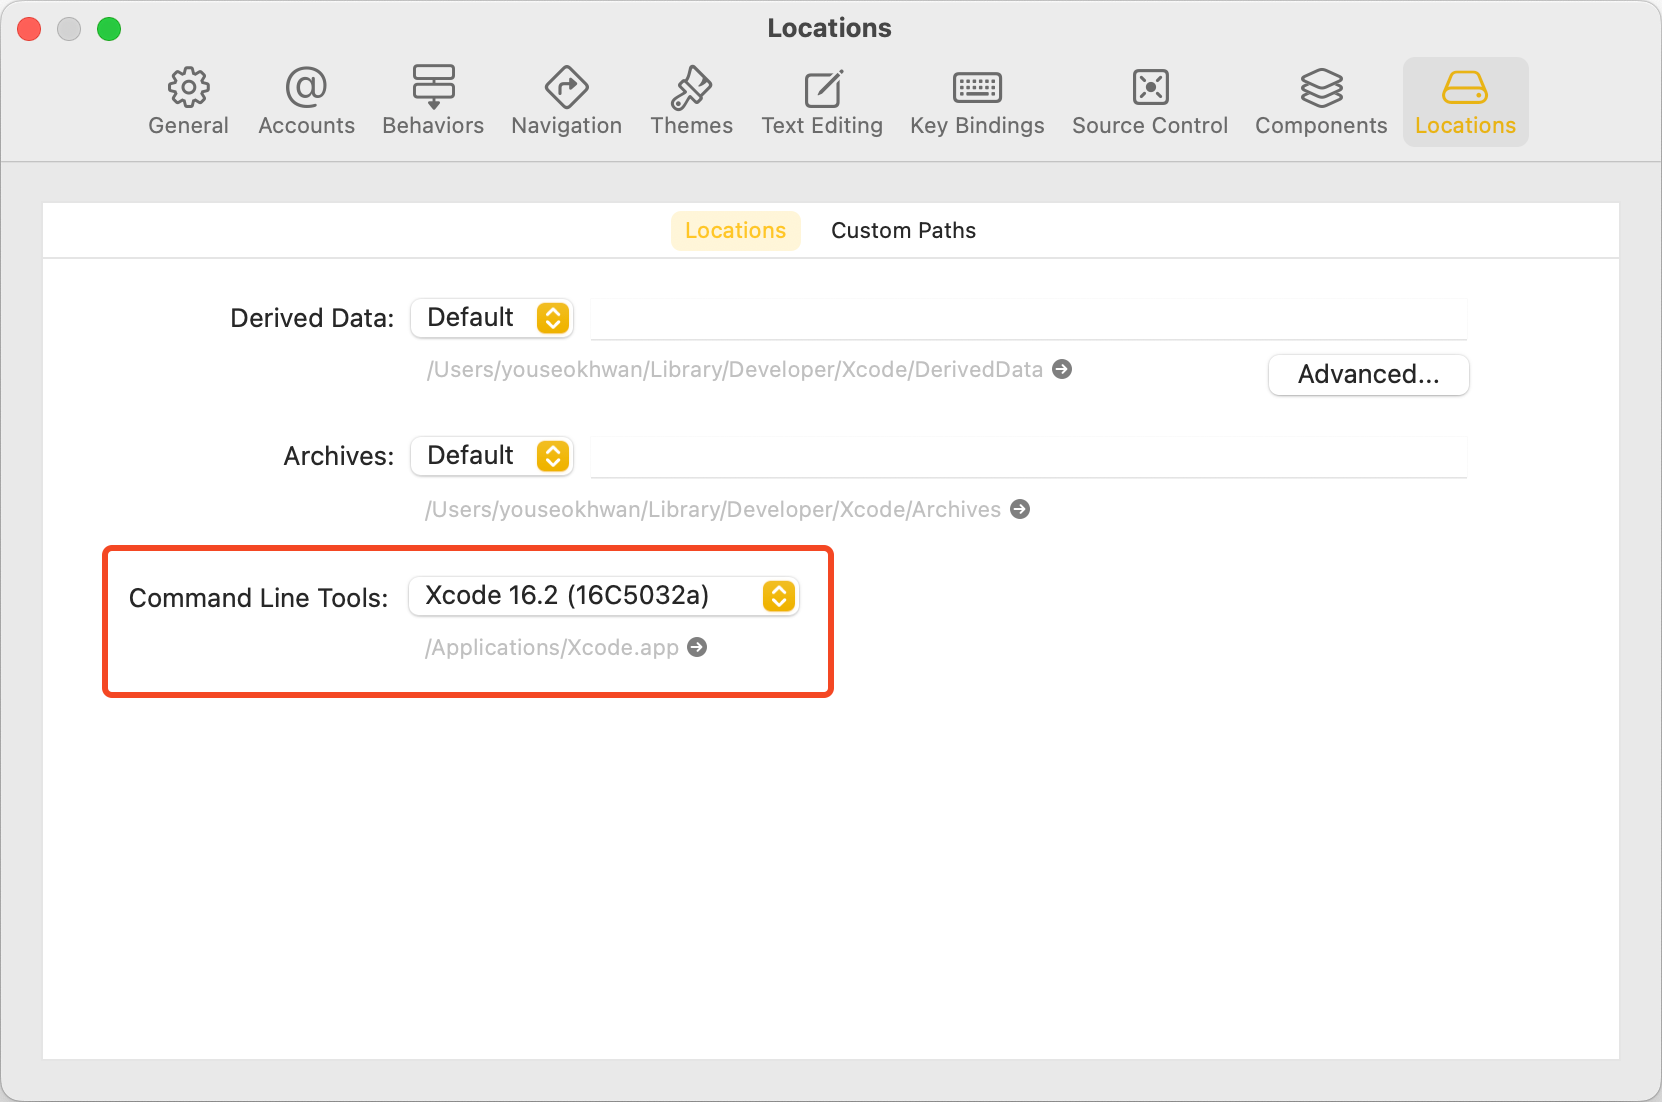 Locations
General Accounts Behaviors Navigation Themes Text Editing Key Bindings Source Control Components Locations
Locations Custom Paths
Derived Data: Default
/Users/youseokhwan/Library/Developer/Xcode/DerivedData
Advanced...
Archives: Default
/Users/youseokhwan/Library/Developer/Xcode/Archives
Command Line Tools: Xcode 16.2 (16C5032a)
/Applications/Xcode.app